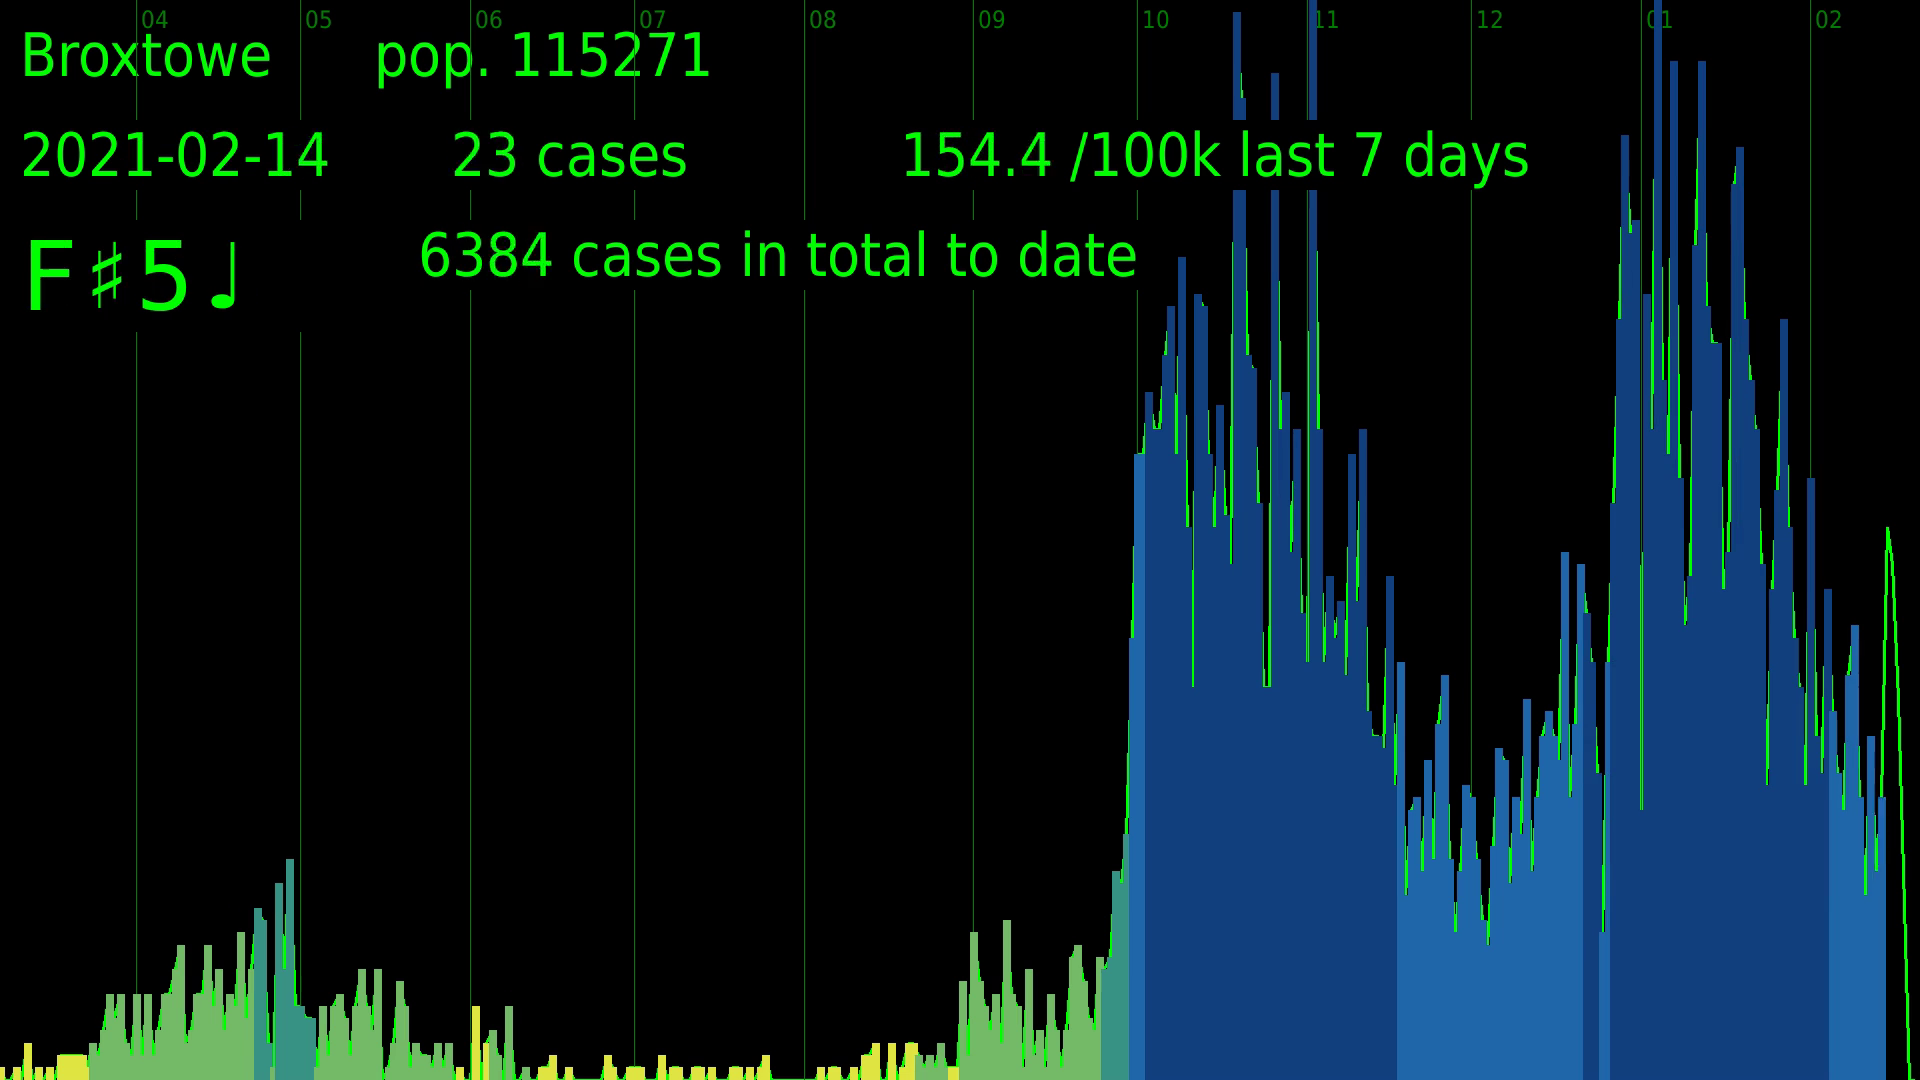 04 05 06 07 08 09 10 11 12 01 02
Broxtowe pop. 115271
2021-02-14 23 cases 154.4 /100k last 7 days
F♯5♩ 6384 cases in total to date